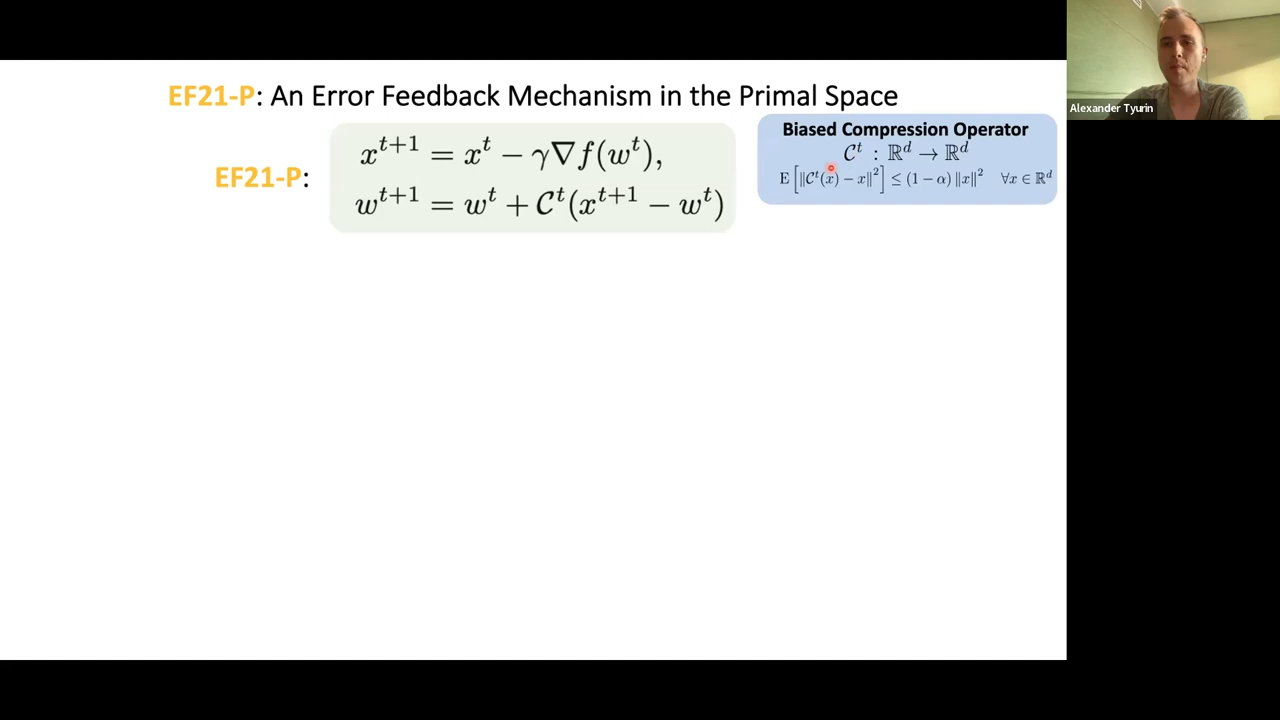 EF21-P: An Error Feedback Mechanism in the Primal Space
EF21-P:
x^{t+1} = x^t − γ∇f(w^t),
w^{t+1} = w^t + 𝒞^t(x^{t+1} − w^t)
Biased Compression Operator
𝒞^t : ℝ^d → ℝ^d
E[‖𝒞^t(x) − x‖^2] ≤ (1 − α) ‖x‖^2 ∀x ∈ ℝ^d
Alexander Tyurin